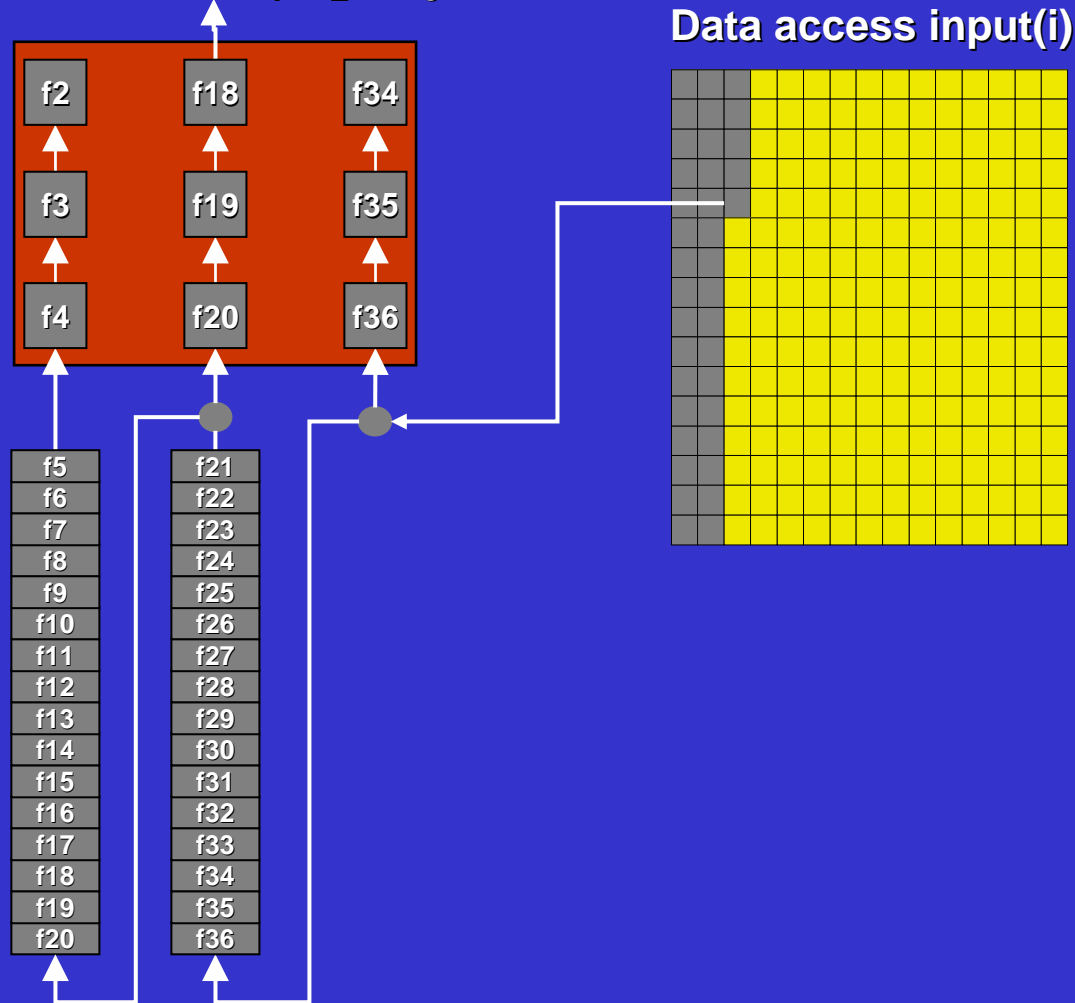 Data access input(i)
f2 f18 f34
f3 f19 f35
f4 f20 f36
f5 f21
f6 f22
f7 f23
f8 f24
f9 f25
f10 f26
f11 f27
f12 f28
f13 f29
f14 f30
f15 f31
f16 f32
f17 f33
f18 f34
f19 f35
f20 f36